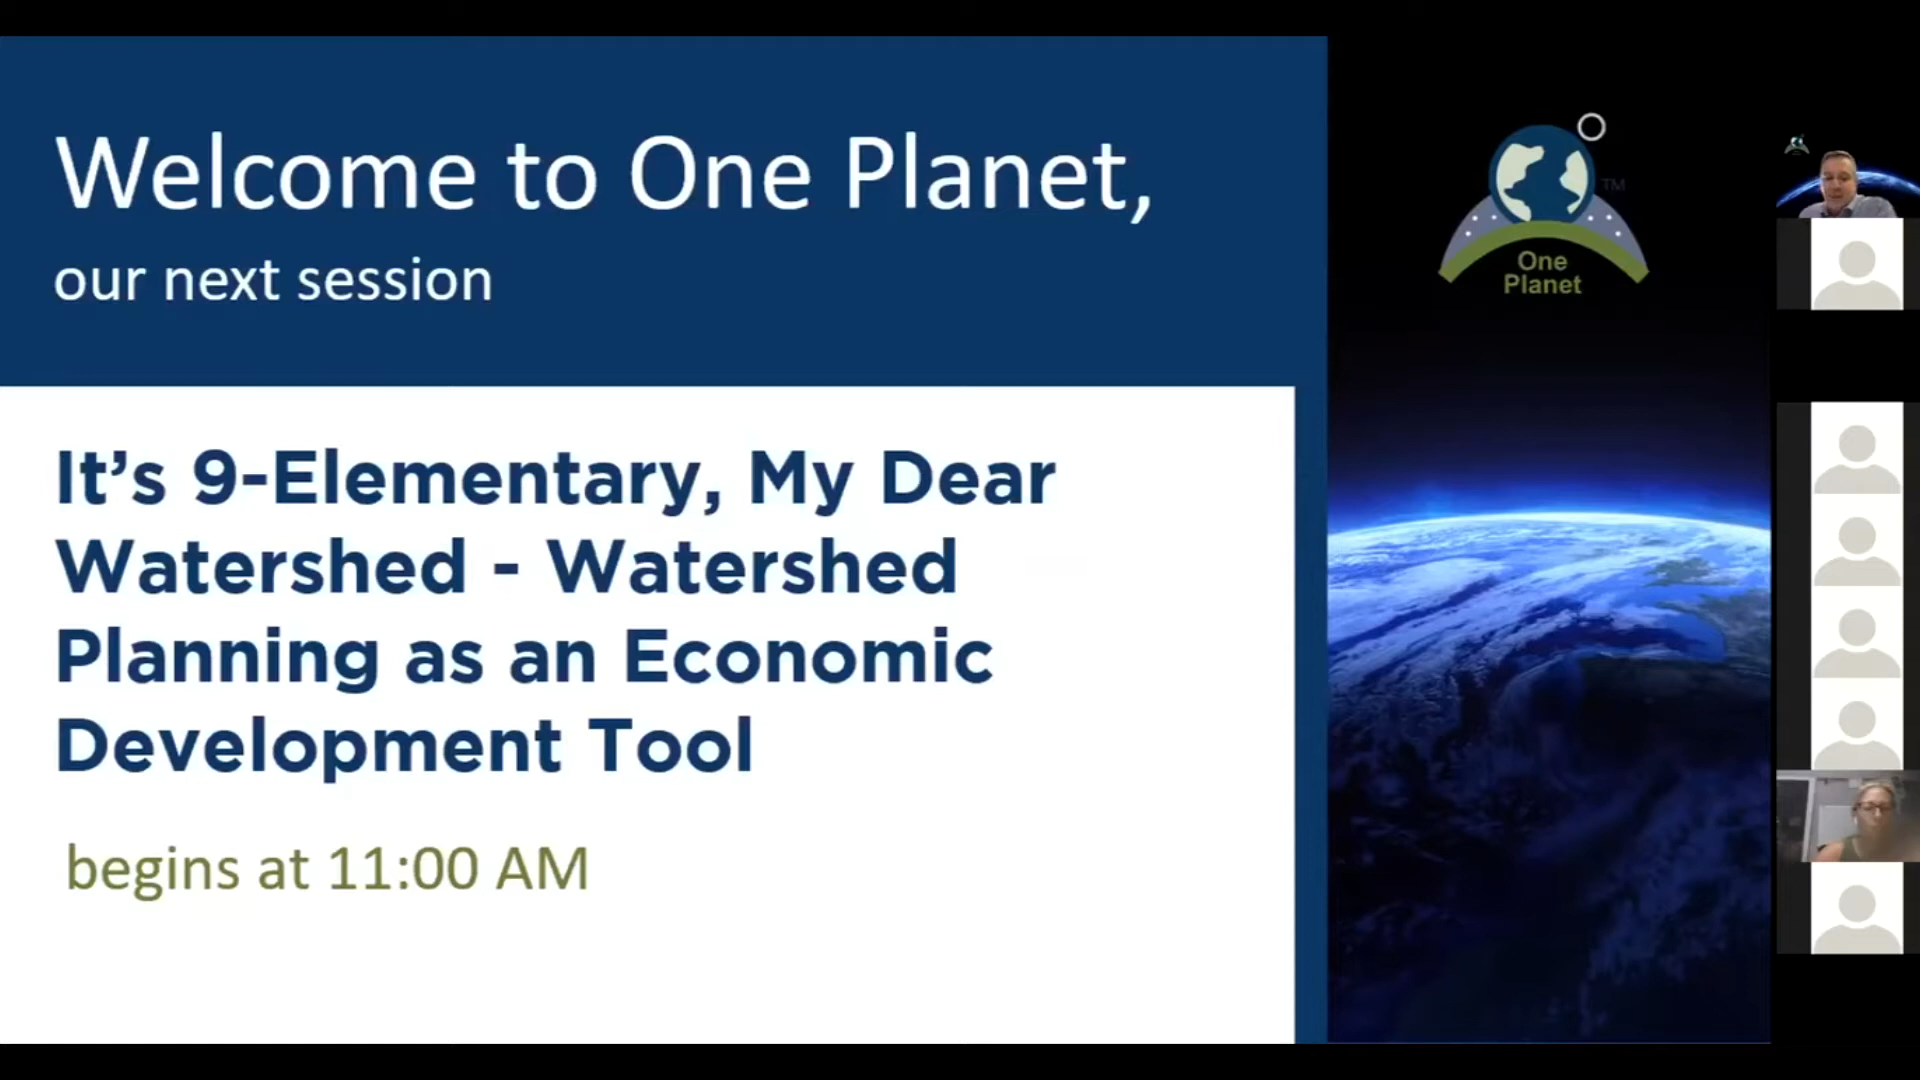 Welcome to One Planet,
our next session
It’s 9-Elementary, My Dear
Watershed - Watershed
Planning as an Economic
Development Tool
begins at 11:00 AM
TM
One
Planet